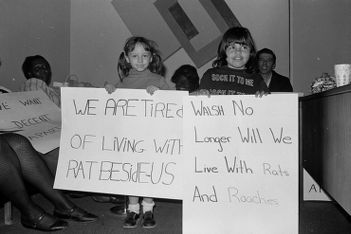 WE WANT
DECENT
WE ARE TIRED
OF LIVING WITH
RAT BESIDE-US
SOCK IT TO ME
WALSH NO
LONGER WILL WE
LIVE WITH RATS
AND ROACHES